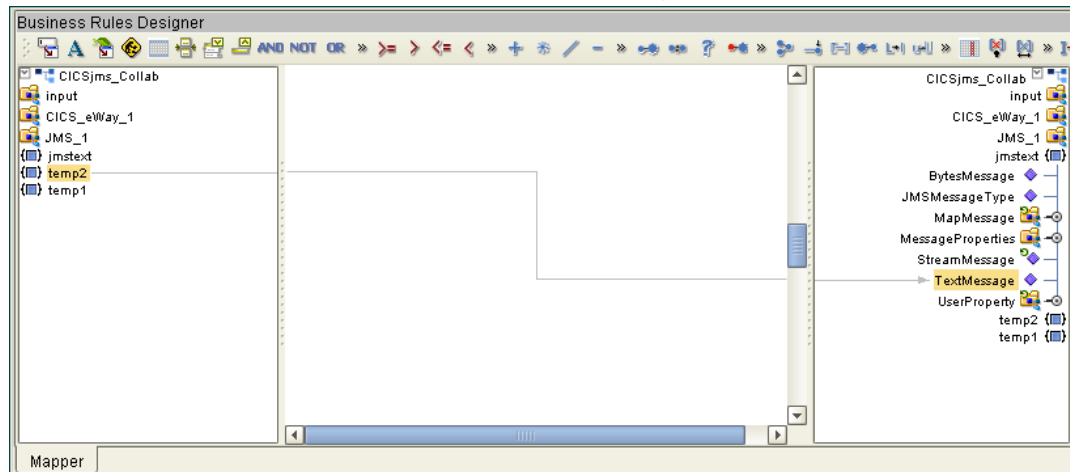 Business Rules Designer
A AND NOT OR » >= > <= < » + * / - » ? » »  »
CICSjms_Collab
input
CICS_eWay_1
JMS_1
jmstext
temp2
temp1
CICSjms_Collab
input
CICS_eWay_1
JMS_1
jmstext
BytesMessage
JMSMessageType
MapMessage
MessageProperties
StreamMessage
TextMessage
UserProperty
temp2
temp1
Mapper